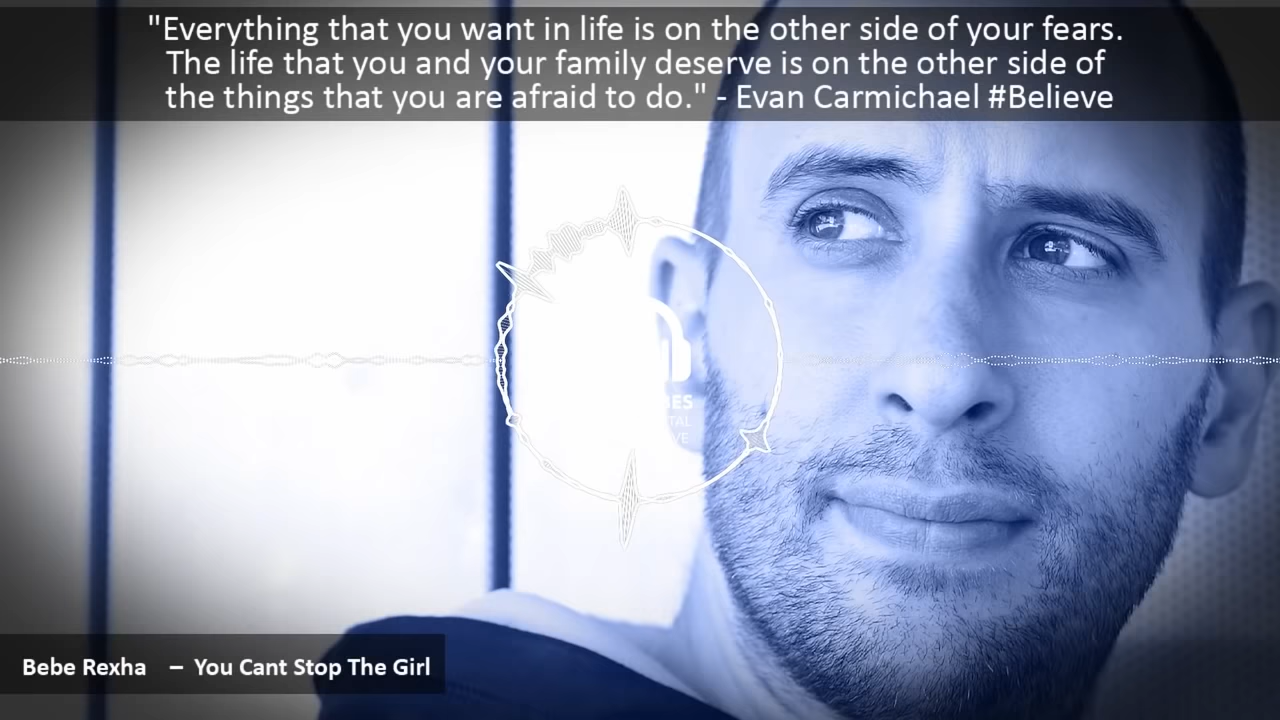 "Everything that you want in life is on the other side of your fears.
The life that you and your family deserve is on the other side of
the things that you are afraid to do." - Evan Carmichael #Believe
Bebe Rexha – You Cant Stop The Girl